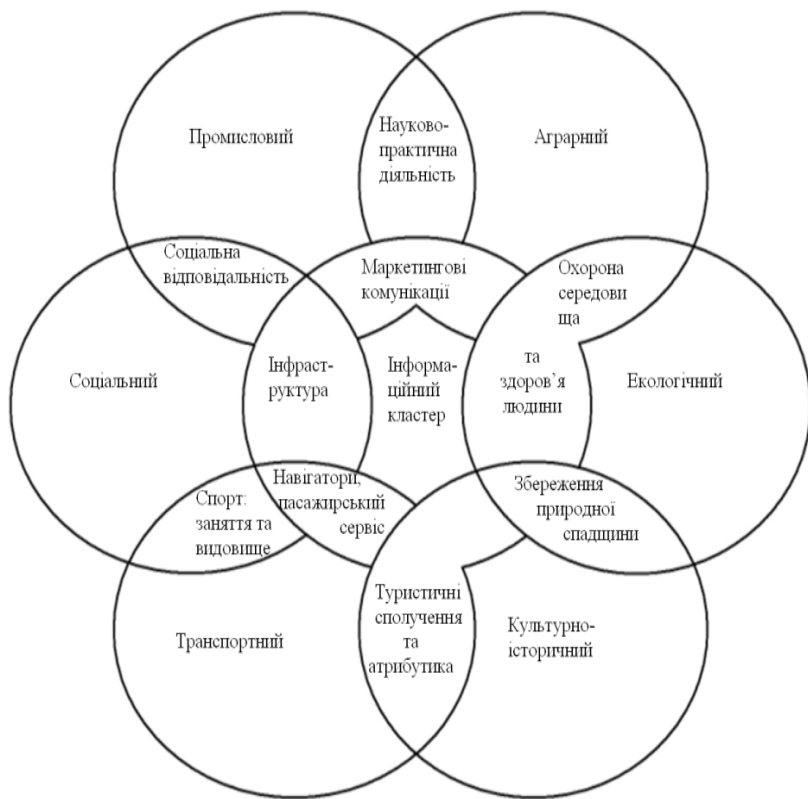 Промисловий
Науково-
практична
діяльність
Аграрний
Соціальна
відповідальність
Маркетингові
комунікації
Охорона
середови
ща
та
здоров’я
людини
Соціальний
Інфраст-
руктура
Інформа-
ційний
кластер
Екологічний
Спорт:
заняття та
видовище
Навігатори,
пасажирський
сервіс
Збереження
природної
спадщини
Транспортний
Туристичні
сполучення
та
атрибутика
Культурно-
історичний